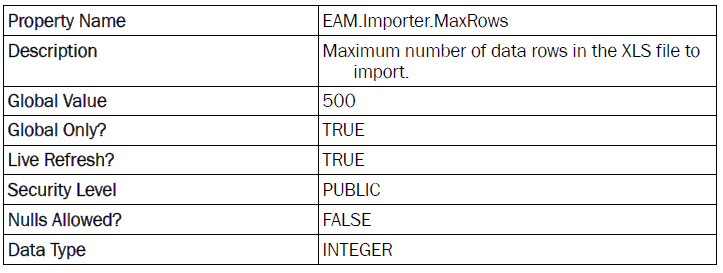 Property Name EAM.Importer.MaxRows
Description Maximum number of data rows in the XLS file to
import.
Global Value 500
Global Only? TRUE
Live Refresh? TRUE
Security Level PUBLIC
Nulls Allowed? FALSE
Data Type INTEGER